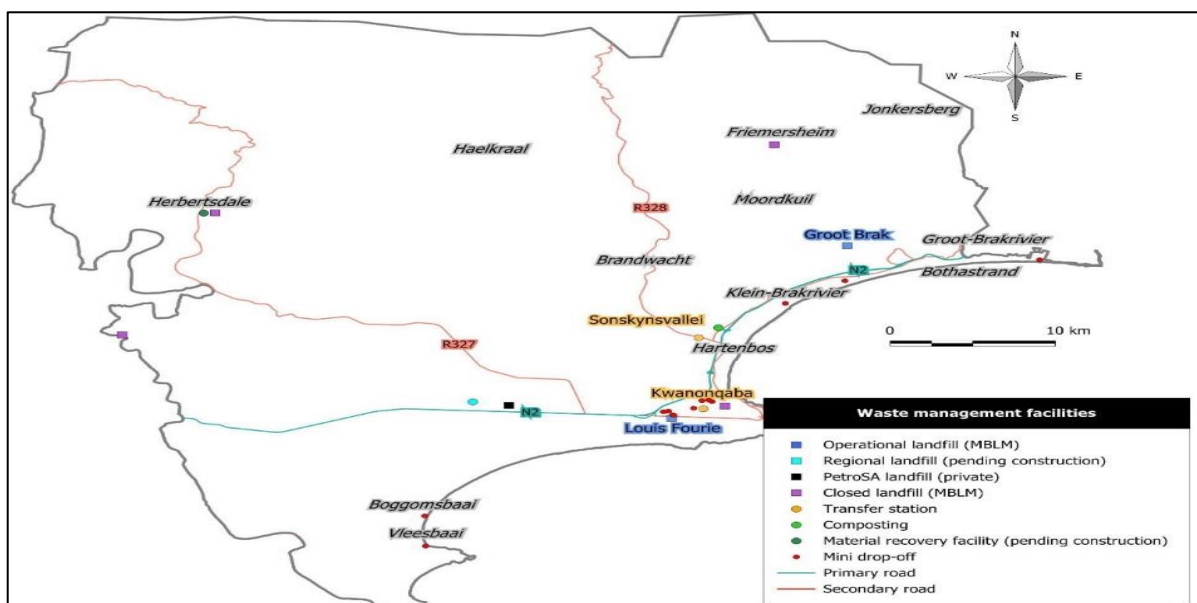 N
W E
S
Jonkersberg
Friemersheim
Haelkraal
Herbertsdale
Moordkuil
R328
Groot Brak
Groot-Brakrivier
Brandwacht
N2
Bothastrand
Klein-Brakrivier
Sonskynsvallei
0 10 km
R327
Hartenbos
Kwanonqaba
N2
Louis Fourie
Boggomsbaai
Vleesbaai
Waste management facilities
Operational landfill (MBLM)
Regional landfill (pending construction)
PetroSA landfill (private)
Closed landfill (MBLM)
Transfer station
Composting
Material recovery facility (pending construction)
Mini drop-off
Primary road
Secondary road